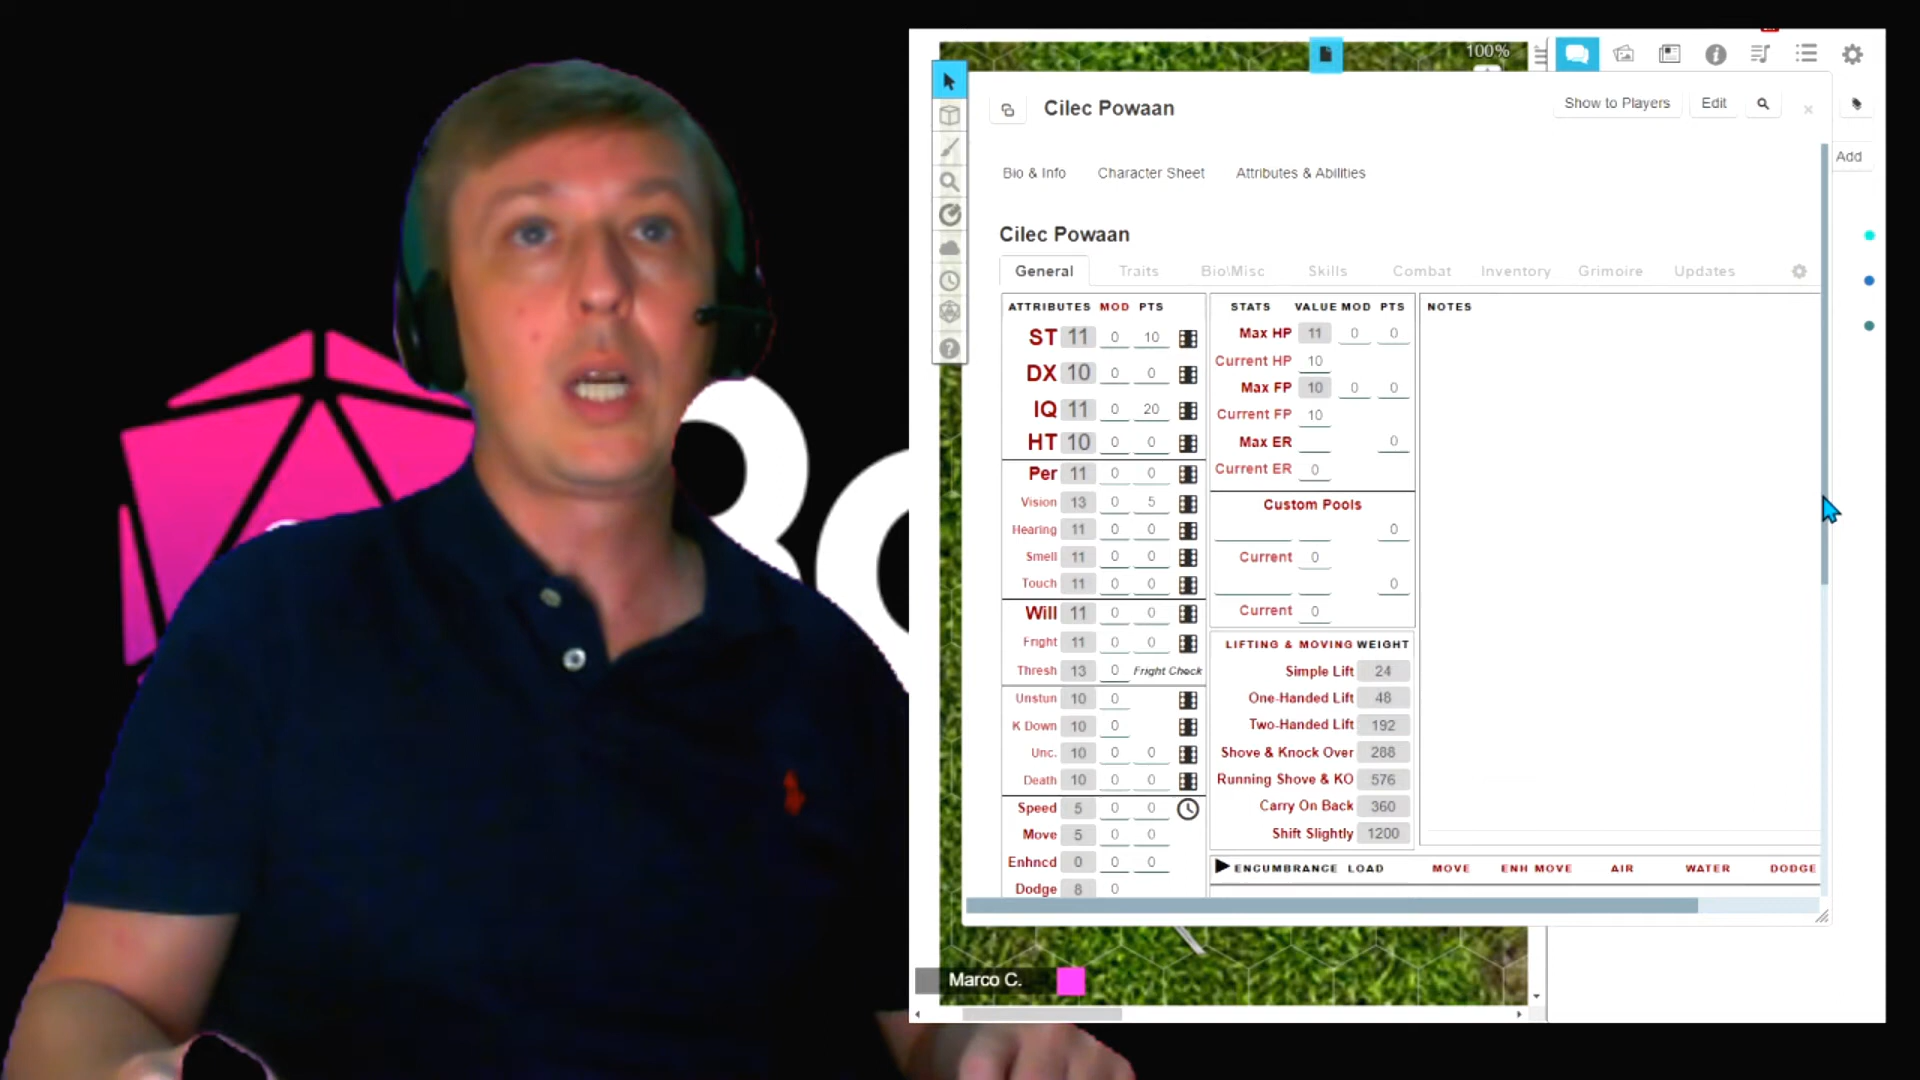 100%
Cilec Powaan
Show to Players
Edit
Add
Bio & Info
Character Sheet
Attributes & Abilities
Cilec Powaan
General
Traits
Bio\Misc
Skills
Combat
Inventory
Grimoire
Updates
ATTRIBUTES MOD PTS
ST 11 0 10
DX 10 0 0
IQ 11 0 20
HT 10 0 0
Per 11 0 0
Vision 13 0 5
Hearing 11 0 0
Smell 11 0 0
Touch 11 0 0
Will 11 0 0
Fright 11 0 0
Thresh 13 0 Fright Check
Unstun 10 0
K Down 10 0
Unc. 10 0 0
Death 10 0 0
Speed 5 0 0
Move 5 0 0
Enhncd 0 0 0
Dodge 8 0
STATS VALUE MOD PTS
Max HP 11 0 0
Current HP 10
Max FP 10 0 0
Current FP 10
Max ER 0
Current ER 0
Custom Pools
0
Current 0
0
Current 0
LIFTING & MOVING WEIGHT
Simple Lift 24
One-Handed Lift 48
Two-Handed Lift 192
Shove & Knock Over 288
Running Shove & KO 576
Carry On Back 360
Shift Slightly 1200
NOTES
ENCUMBRANCE LOAD MOVE ENH MOVE AIR WATER DODGE
Marco C.